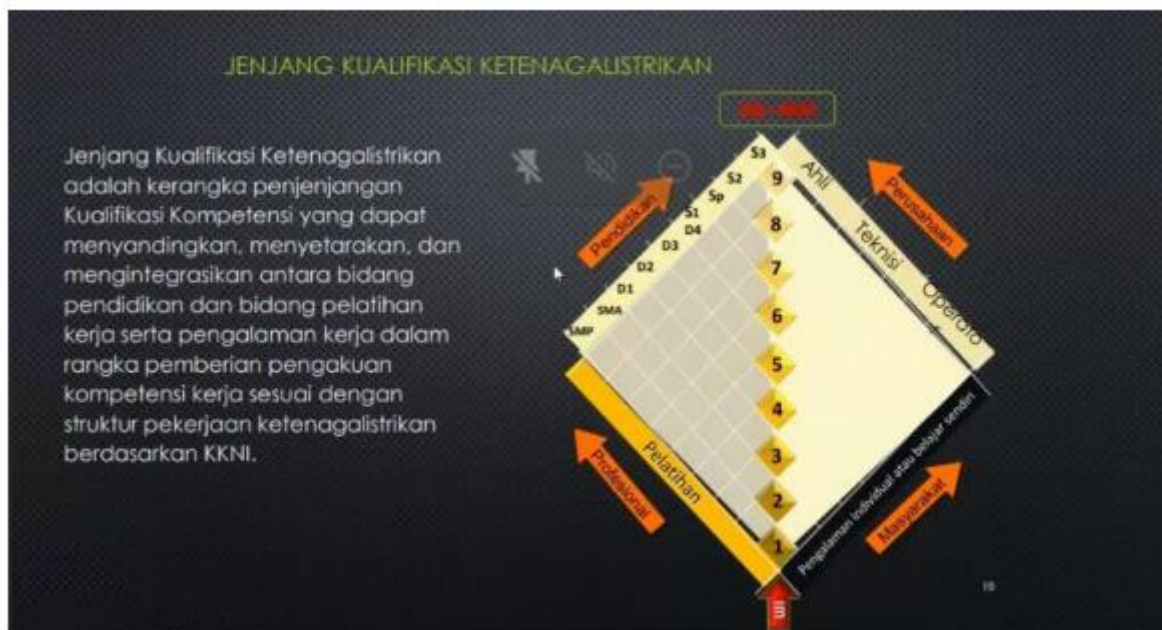 JENJANG KUALIFIKASI KETENAGALISTRIKAN
Jenjang Kualifikasi Ketenagalistrikan
adalah kerangka penjenjangan
Kualifikasi Kompetensi yang dapat
menyandingkan, menyetarakan, dan
mengintegrasikan antara bidang
pendidikan dan bidang pelatihan
kerja serta pengalaman kerja dalam
rangka pemberian pengakuan
kompetensi kerja sesuai dengan
struktur pekerjaan ketenagalistrikan
berdasarkan KKNI.
Pendidikan
S3
S2
Sp
S1
D4
D3
D2
D1
SMA
SMP
9
8
7
6
5
4
3
2
1
Ahli
Teknisi
Operato
Perusahaan
Pelatihan
Profesional
Pengalaman individual atau belajar sendiri
Masyarakat